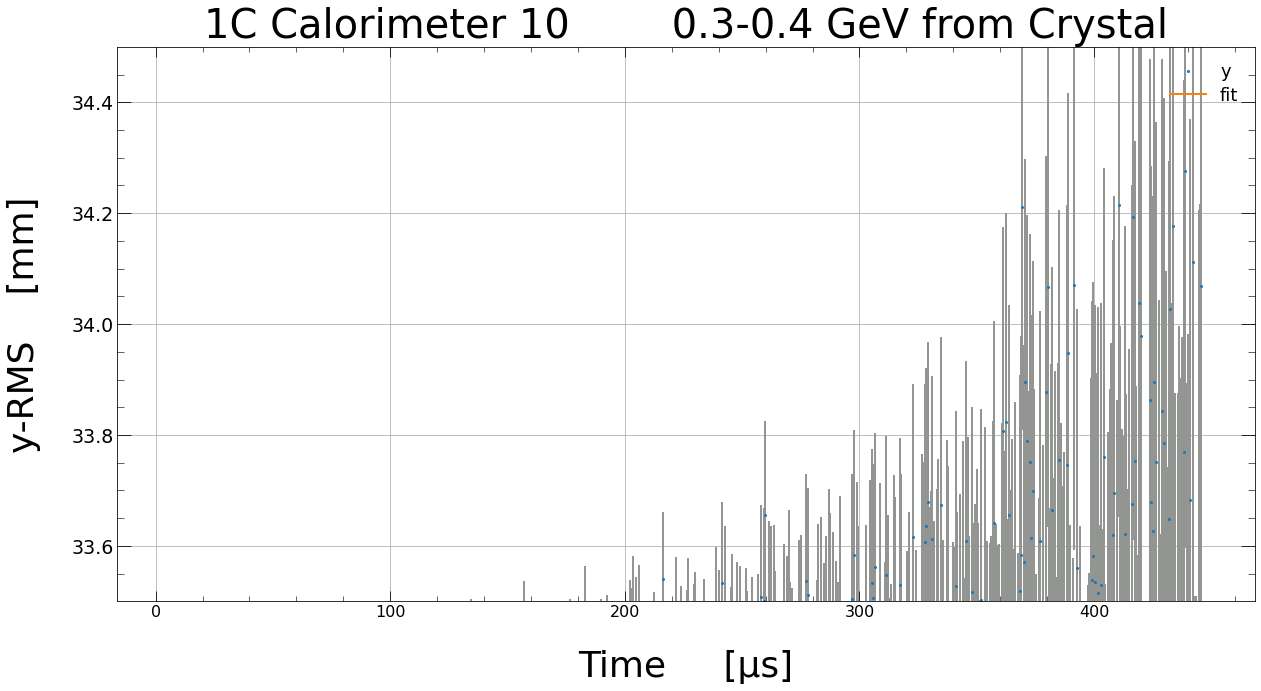 1C Calorimeter 10 0.3-0.4 GeV from Crystal
y
fit
34.4
34.2
34.0
33.8
33.6
y-RMS [mm]
0 100 200 300 400
Time [μs]